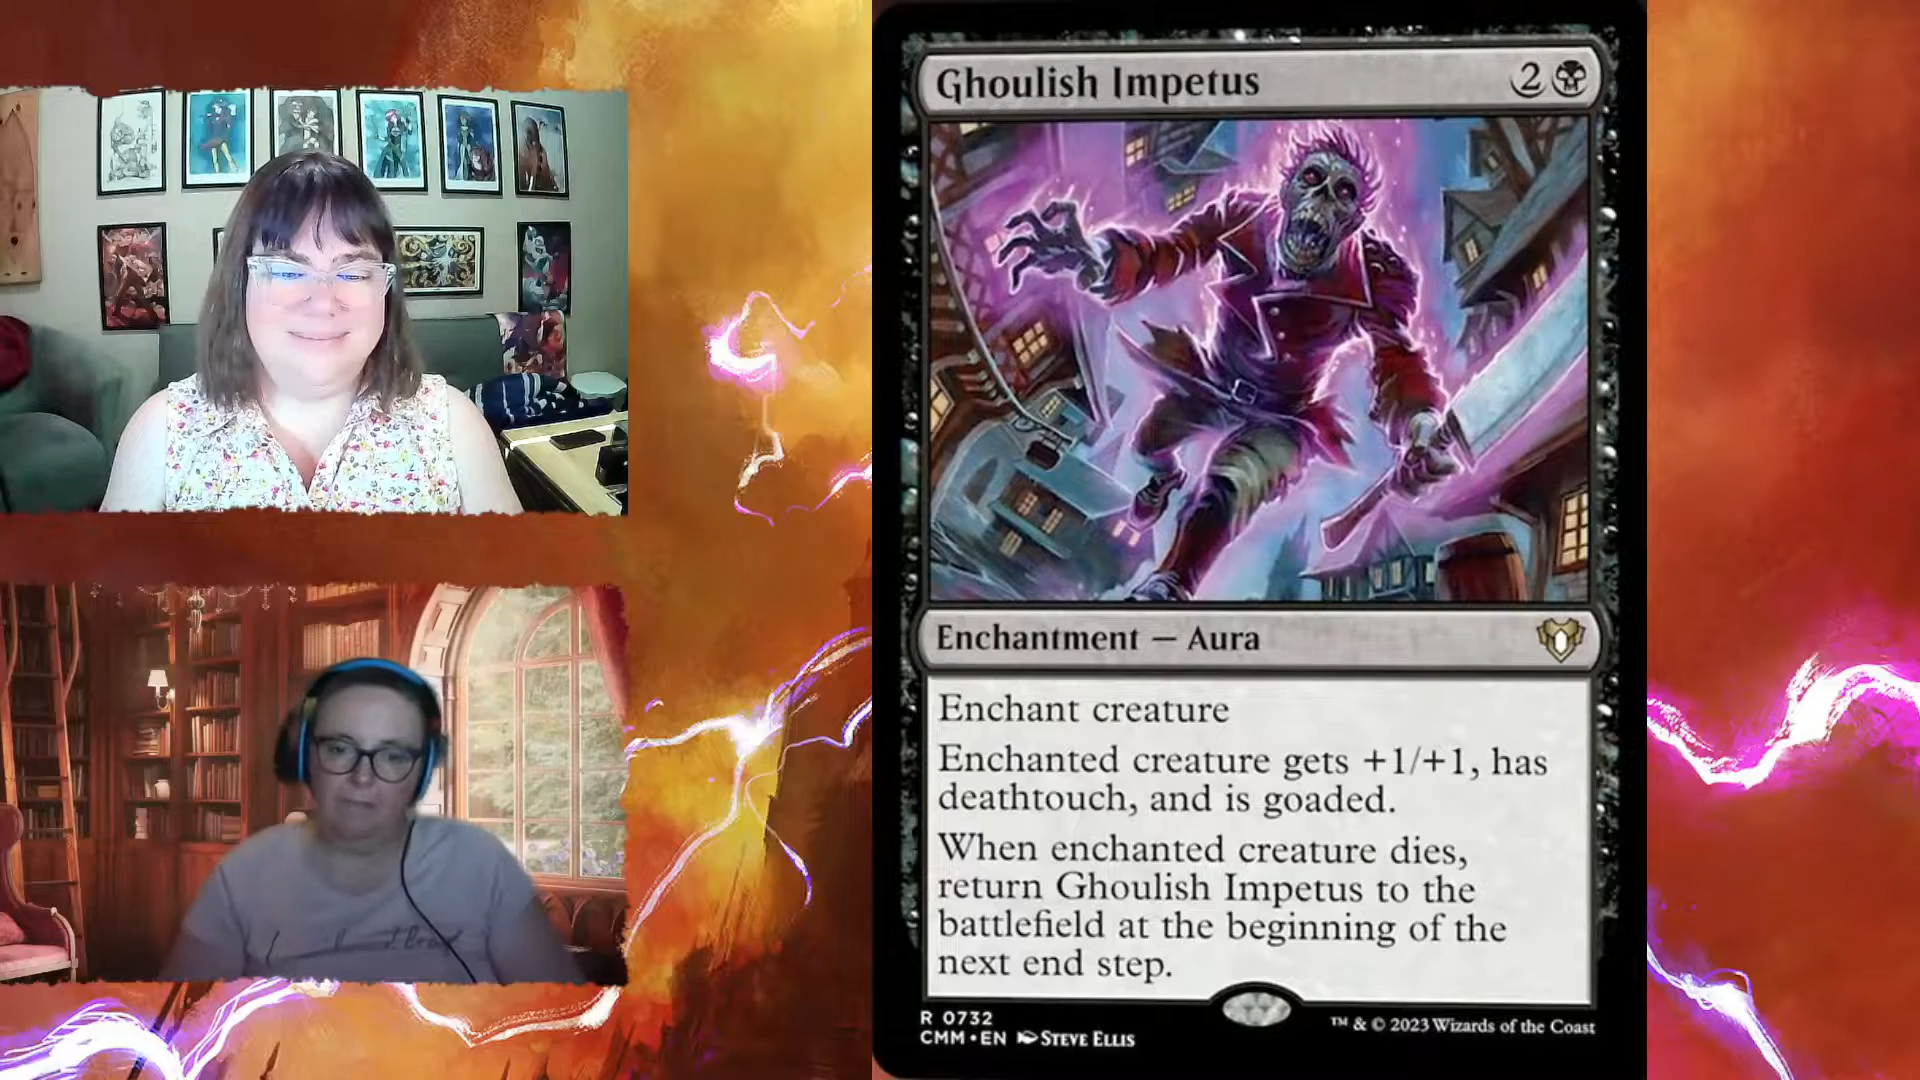 Ghoulish Impetus 2
Enchantment — Aura
Enchant creature
Enchanted creature gets +1/+1, has
deathtouch, and is goaded.
When enchanted creature dies,
return Ghoulish Impetus to the
battlefield at the beginning of the
next end step.
R 0732
CMM • EN STEVE ELLIS
™ & © 2023 Wizards of the Coast